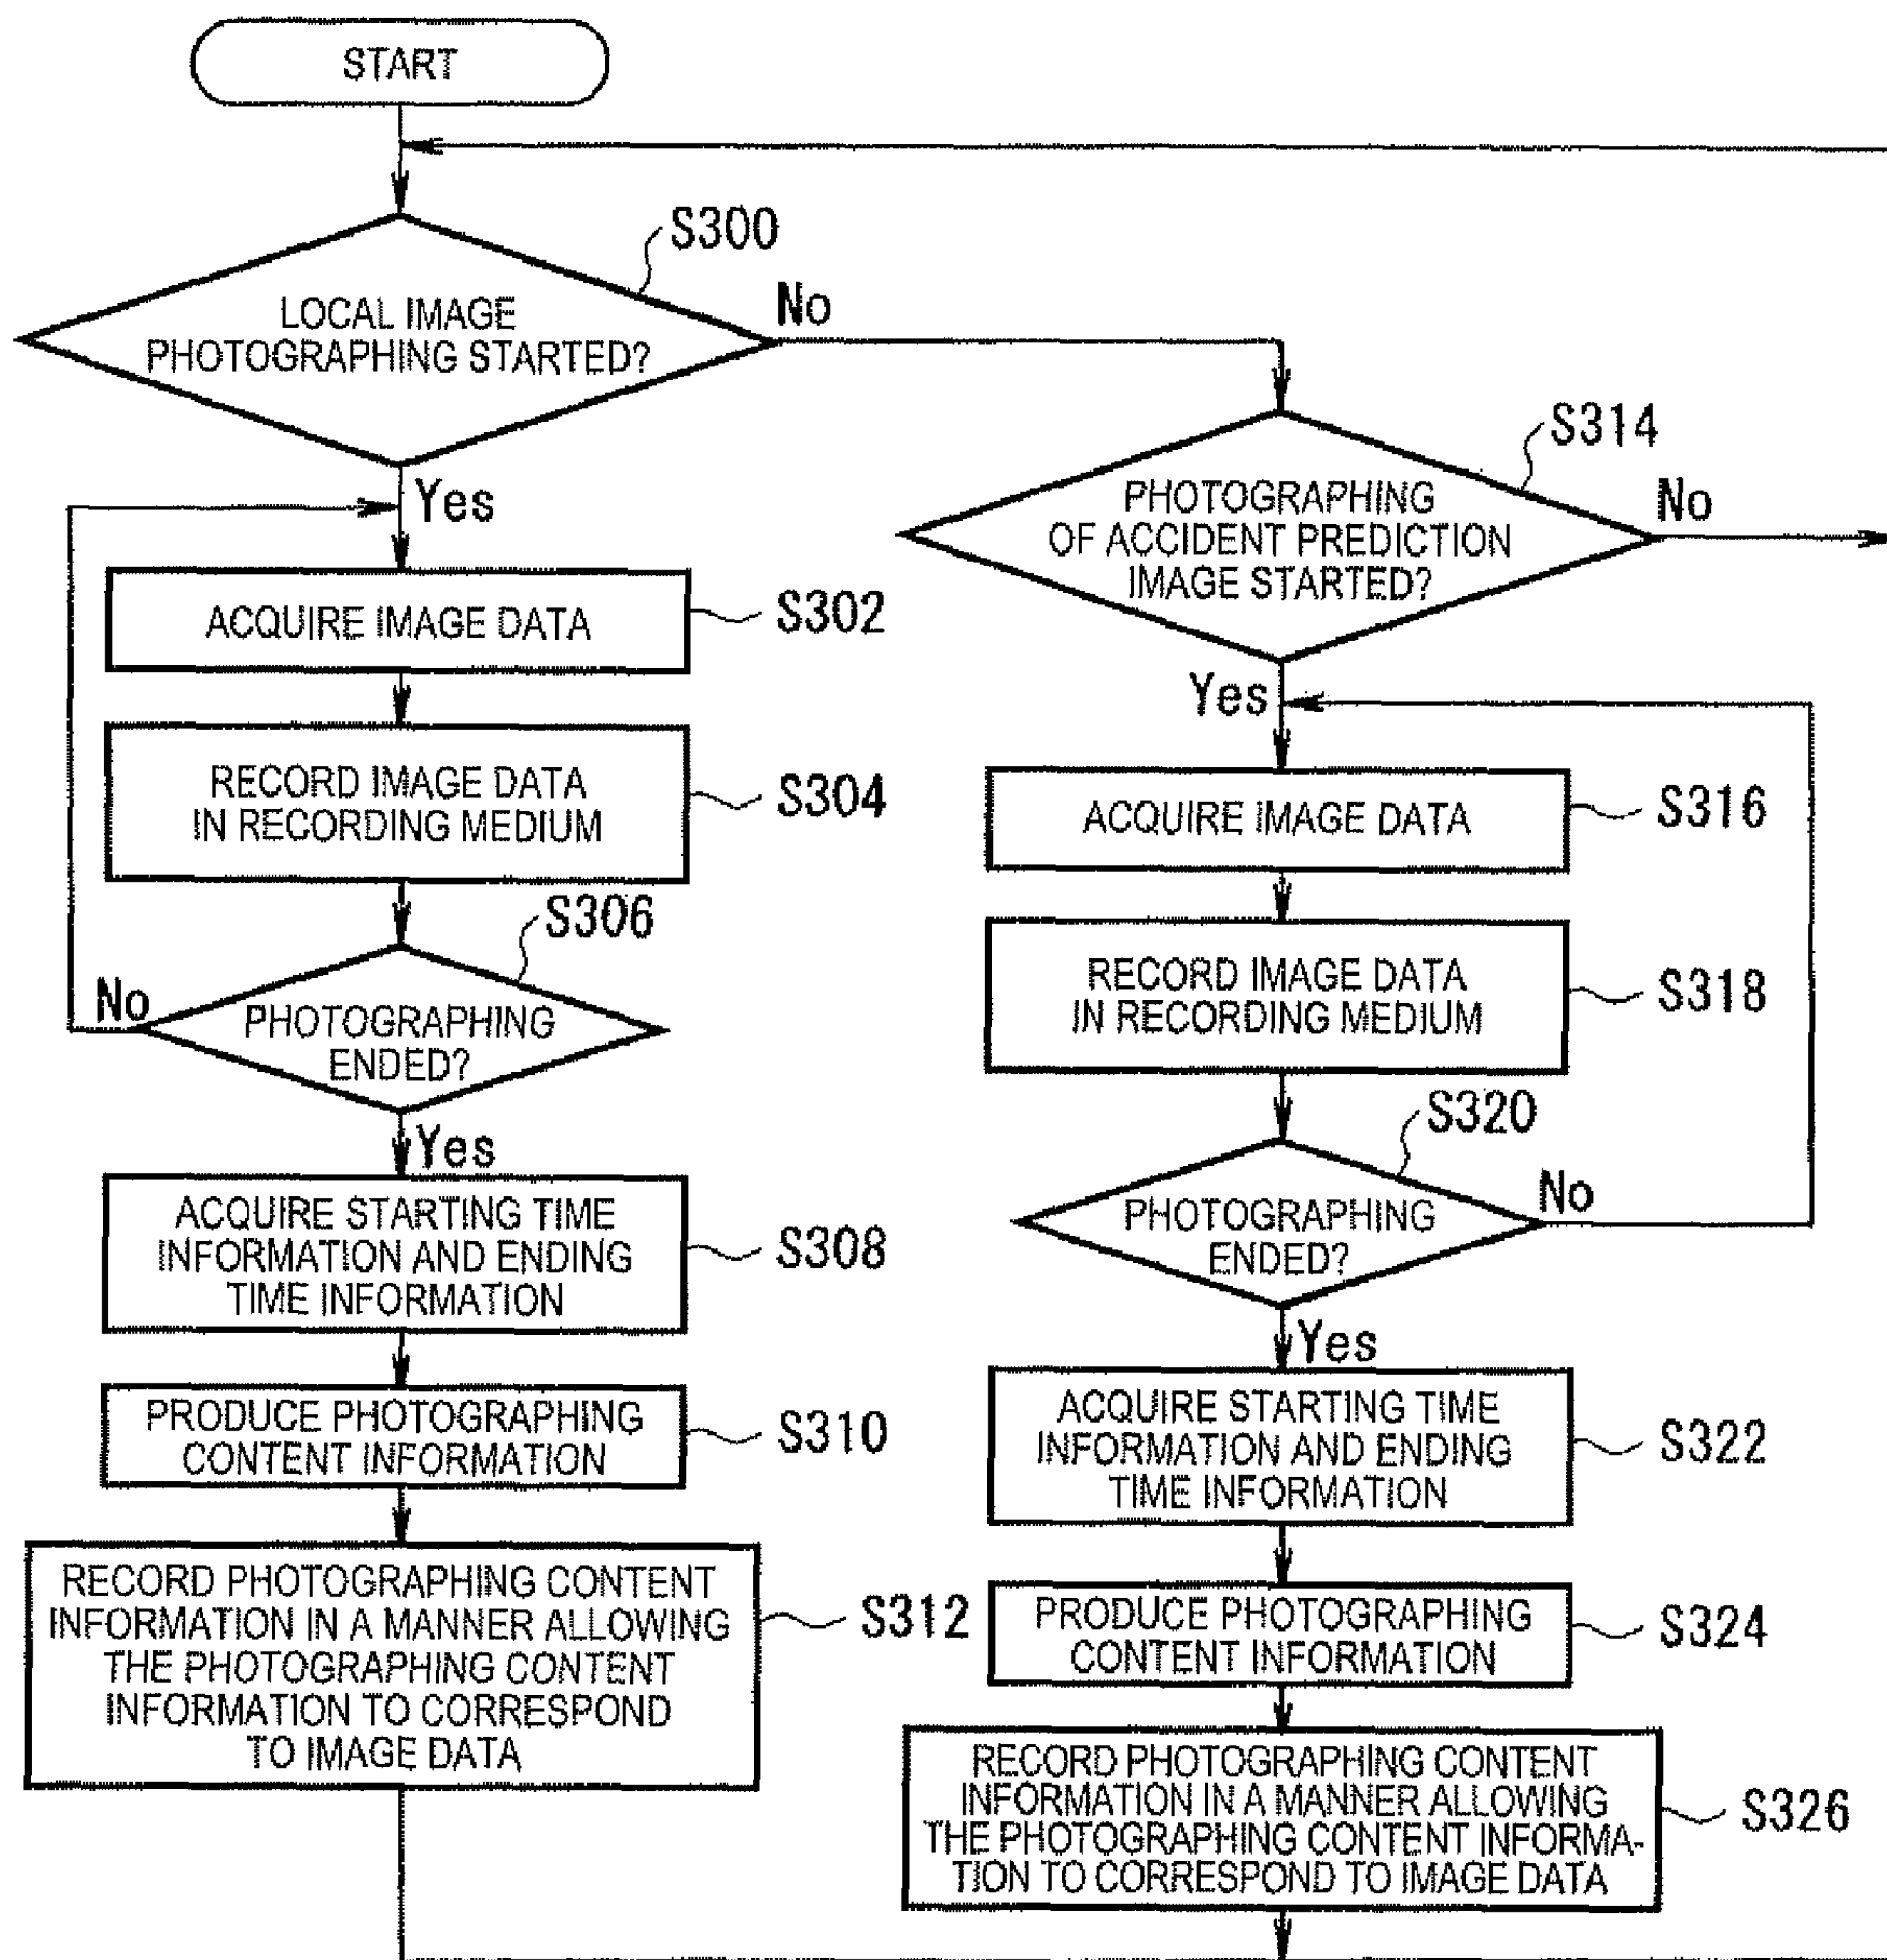 START
S300
LOCAL IMAGE
PHOTOGRAPHING STARTED?
No
Yes
S302
ACQUIRE IMAGE DATA
S304
RECORD IMAGE DATA
IN RECORDING MEDIUM
S306
No
PHOTOGRAPHING
ENDED?
Yes
ACQUIRE STARTING TIME
INFORMATION AND ENDING
TIME INFORMATION
S308
PRODUCE PHOTOGRAPHING
CONTENT INFORMATION
S310
RECORD PHOTOGRAPHING CONTENT
INFORMATION IN A MANNER ALLOWING
THE PHOTOGRAPHING CONTENT
INFORMATION TO CORRESPOND
TO IMAGE DATA
S312
S314
PHOTOGRAPHING
OF ACCIDENT PREDICTION
IMAGE STARTED?
No
Yes
ACQUIRE IMAGE DATA
S316
RECORD IMAGE DATA
IN RECORDING MEDIUM
S318
S320
PHOTOGRAPHING
ENDED?
No
Yes
ACQUIRE STARTING TIME
INFORMATION AND ENDING
TIME INFORMATION
S322
PRODUCE PHOTOGRAPHING
CONTENT INFORMATION
S324
RECORD PHOTOGRAPHING CONTENT
INFORMATION IN A MANNER ALLOWING
THE PHOTOGRAPHING CONTENT INFORMA-
TION TO CORRESPOND TO IMAGE DATA
S326